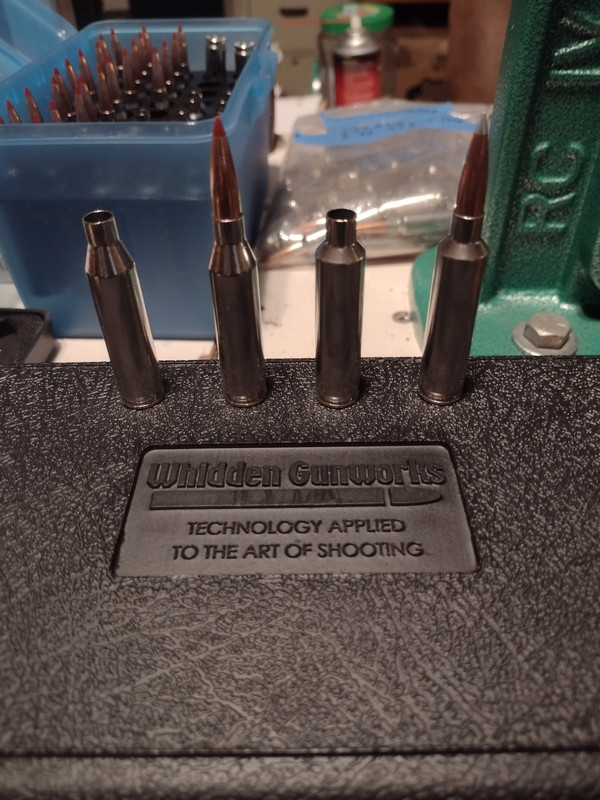 RC
Whidden Gunworks
TECHNOLOGY APPLIED
TO THE ART OF SHOOTING